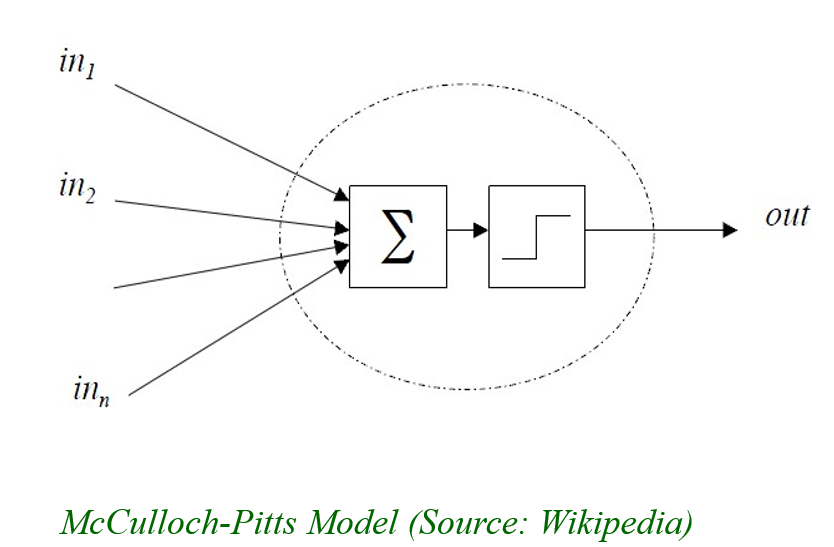 in₁
in₂
∑
out
inₙ
McCulloch-Pitts Model (Source: Wikipedia)